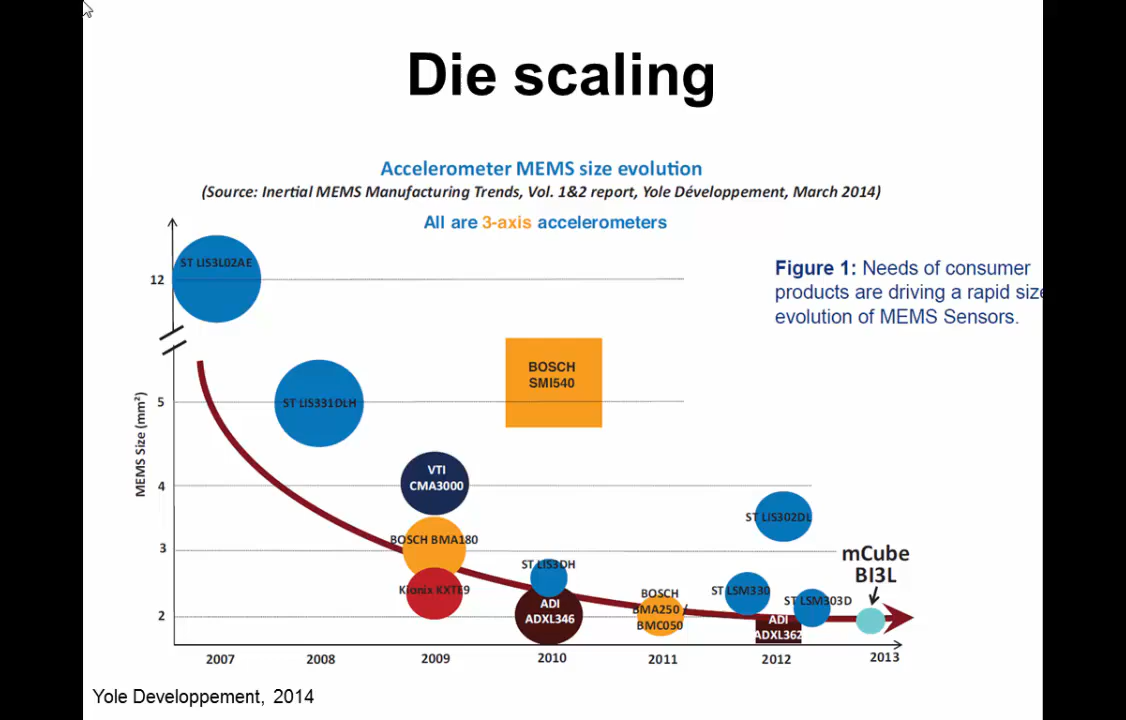 Die scaling
Accelerometer MEMS size evolution
(Source: Inertial MEMS Manufacturing Trends, Vol. 1&2 report, Yole Développement, March 2014)
All are 3-axis accelerometers
Figure 1: Needs of consumer
products are driving a rapid size
evolution of MEMS Sensors.
MEMS Size (mm²)
12
5
4
3
2
ST LIS3L02AE
ST LIS331DLH
BOSCH
SMI540
VTI
CMA3000
BOSCH BMA180
Kionix KXTE9
ST LIS3DH
ADI
ADXL346
BOSCH
BMA250 /
BMC050
ST LIS302DL
ST LSM330
ST LSM303D
ADI
ADXL362
mCube
BI3L
2007
2008
2009
2010
2011
2012
2013
Yole Developpement, 2014